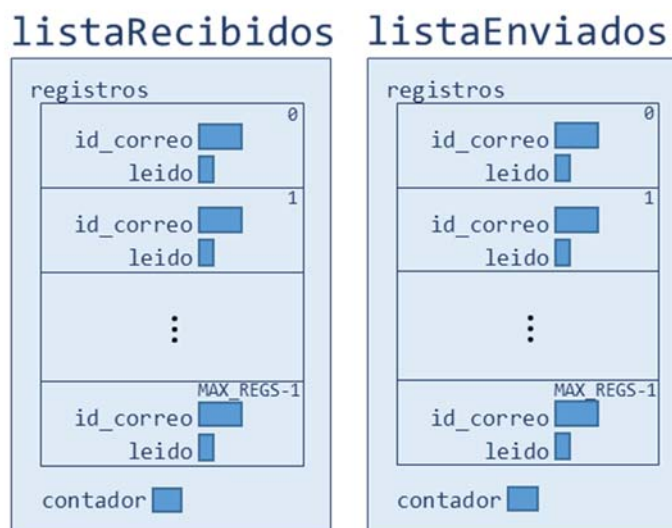 listaRecibidos
registros
0
id_correo
leido
1
id_correo
leido
⋮
MAX_REGS-1
id_correo
leido
contador
listaEnviados
registros
0
id_correo
leido
1
id_correo
leido
⋮
MAX_REGS-1
id_correo
leido
contador